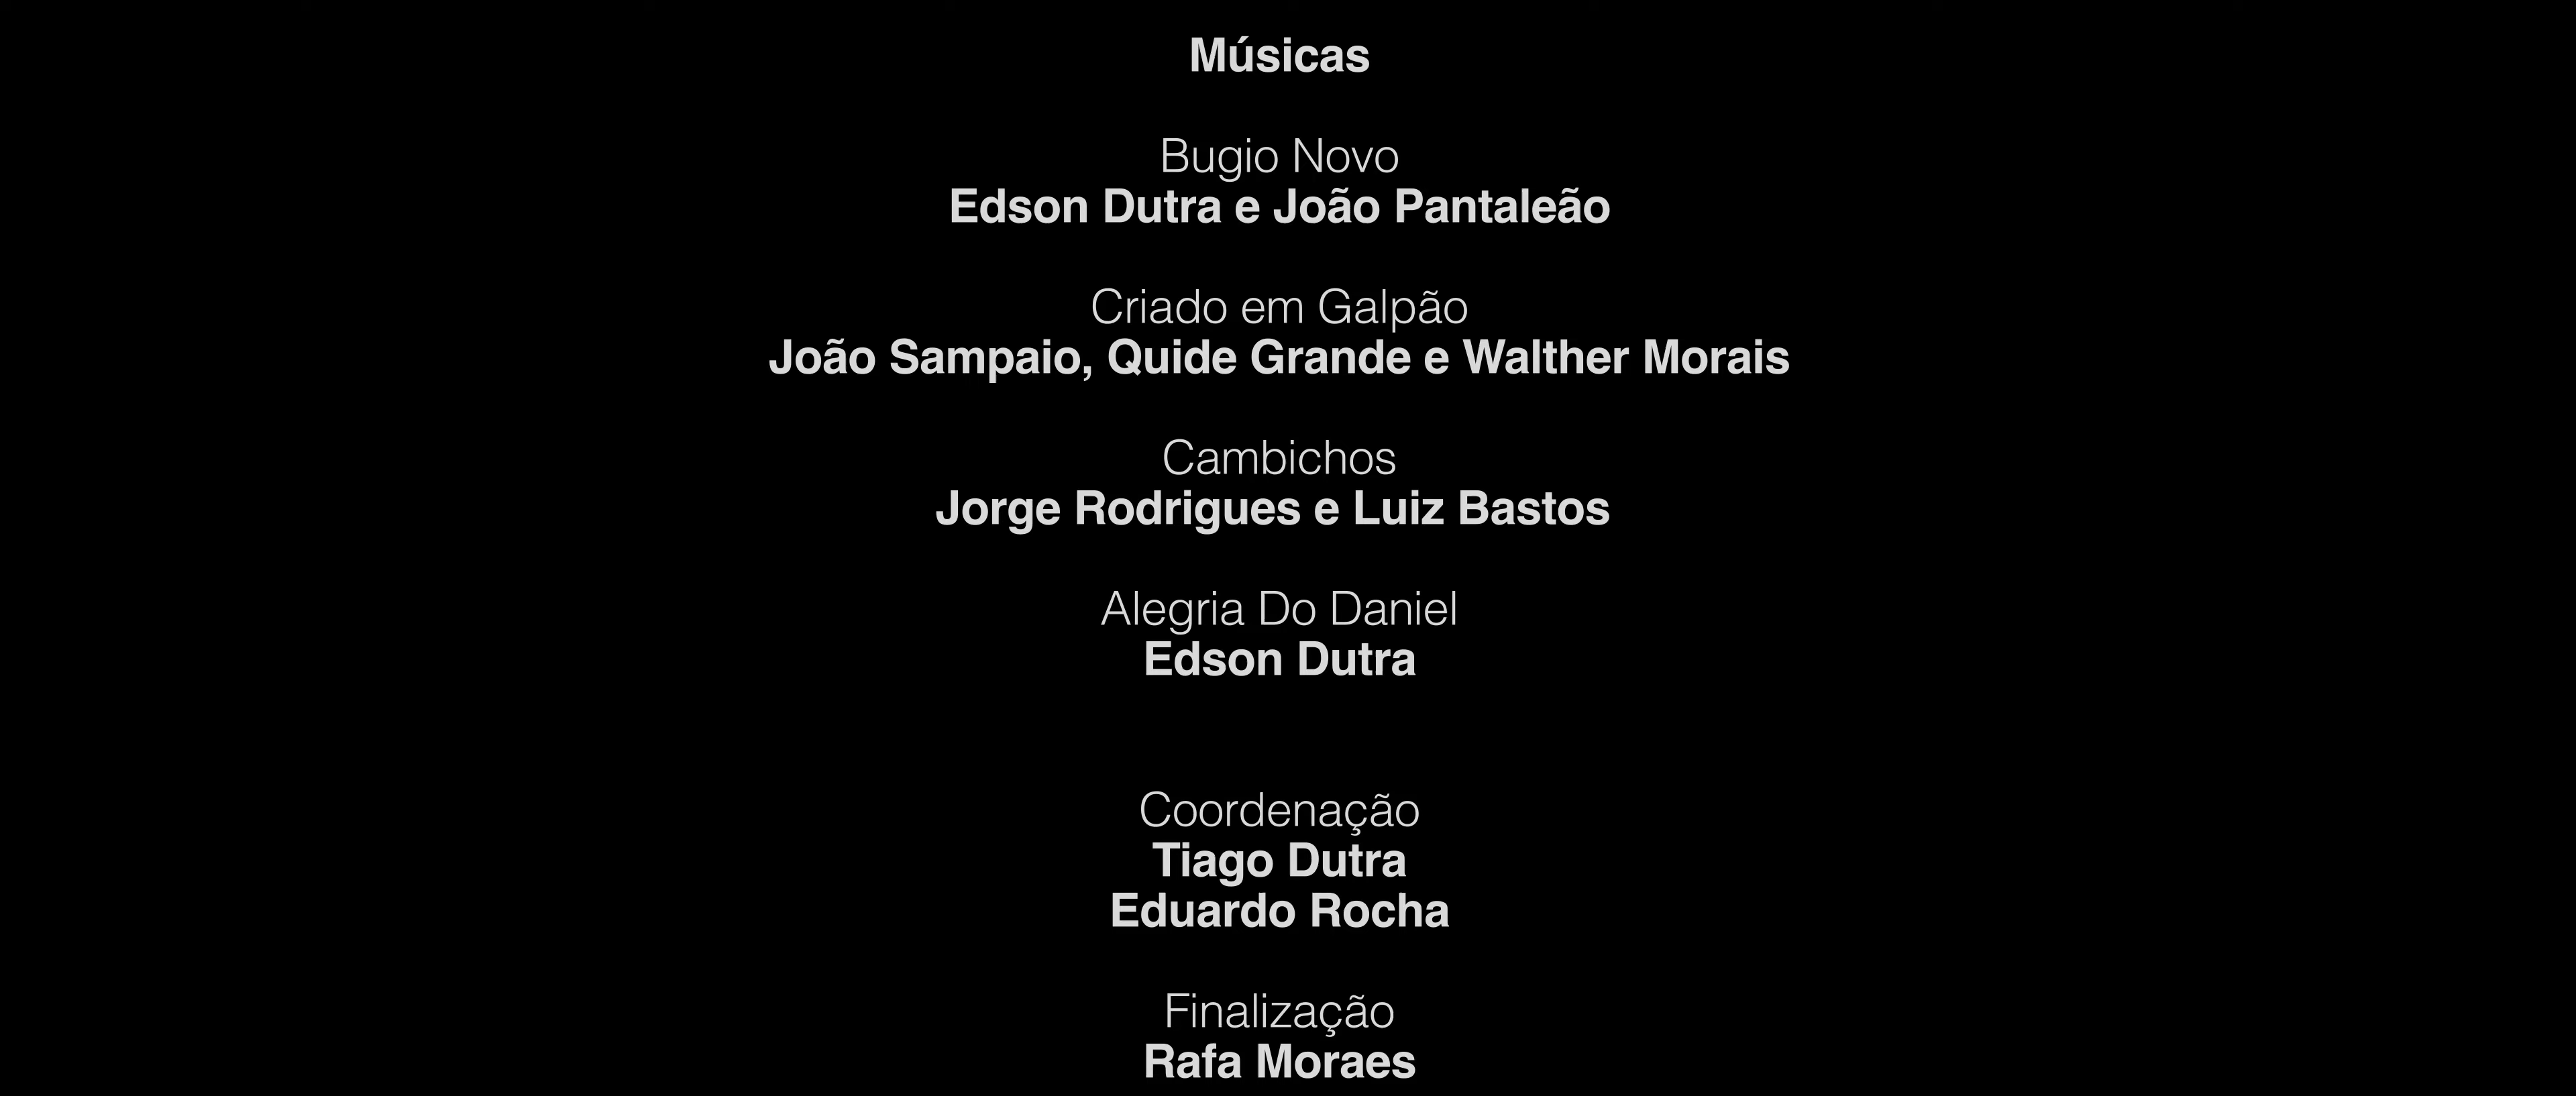 Músicas
Bugio Novo
Edson Dutra e João Pantaleão
Criado em Galpão
João Sampaio, Quide Grande e Walther Morais
Cambichos
Jorge Rodrigues e Luiz Bastos
Alegria Do Daniel
Edson Dutra
Coordenação
Tiago Dutra
Eduardo Rocha
Finalização
Rafa Moraes